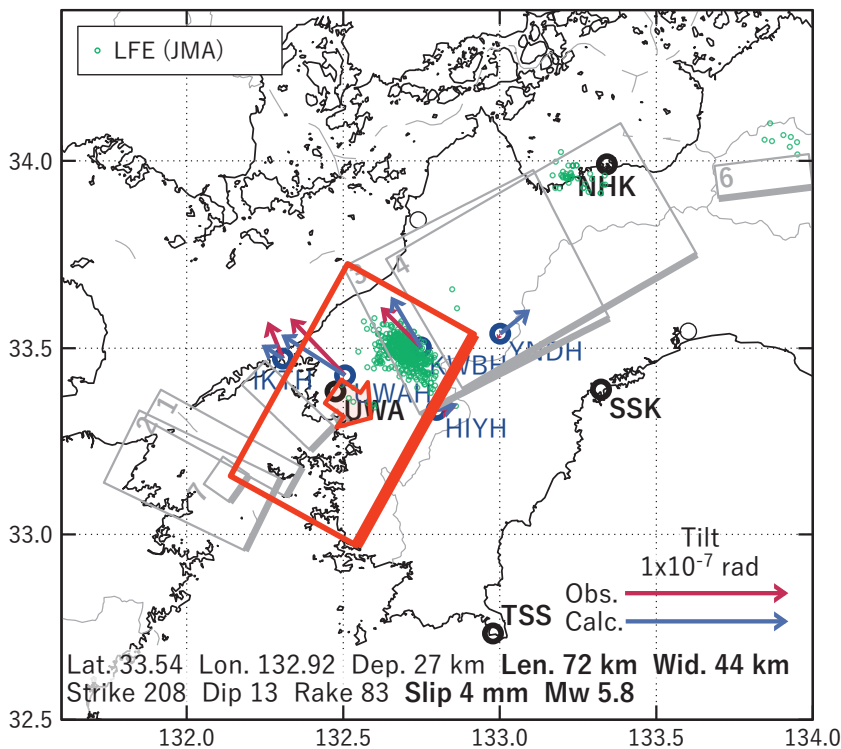 LFE (JMA)
34.0
NHK
6
3
4
33.5
IKTH
KWBH
YNDH
UWAH
UWA
SSK
HIYH
1
2
7
33.0
Tilt
1x10-7 rad
Obs.
Calc.
TSS
Lat. 33.54 Lon. 132.92 Dep. 27 km Len. 72 km Wid. 44 km
Strike 208 Dip 13 Rake 83 Slip 4 mm Mw 5.8
32.5
132.0 132.5 133.0 133.5 134.0